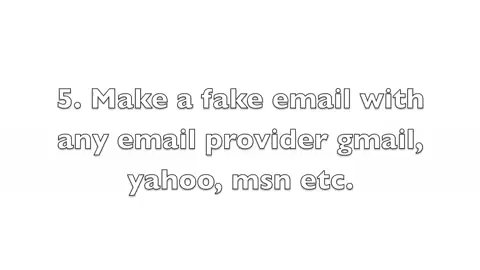 5. Make a fake email with
any email provider gmail,
yahoo, msn etc.